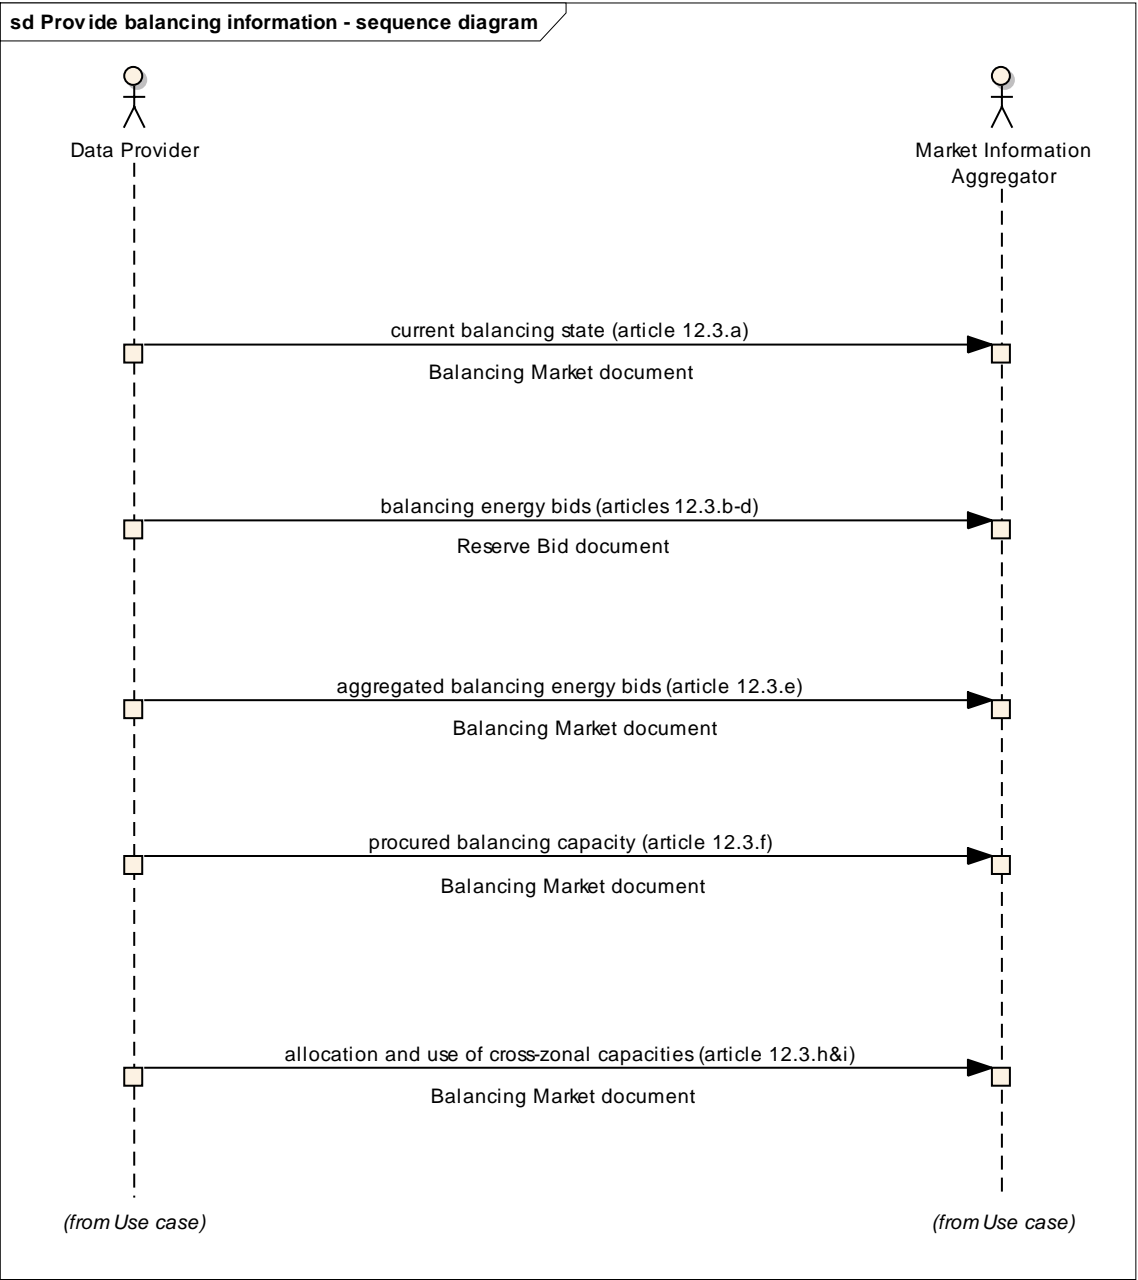 sd Provide balancing information - sequence diagram
Data Provider
Market Information
Aggregator
current balancing state (article 12.3.a)
Balancing Market document
balancing energy bids (articles 12.3.b-d)
Reserve Bid document
aggregated balancing energy bids (article 12.3.e)
Balancing Market document
procured balancing capacity (article 12.3.f)
Balancing Market document
allocation and use of cross-zonal capacities (article 12.3.h&i)
Balancing Market document
(from Use case)
(from Use case)